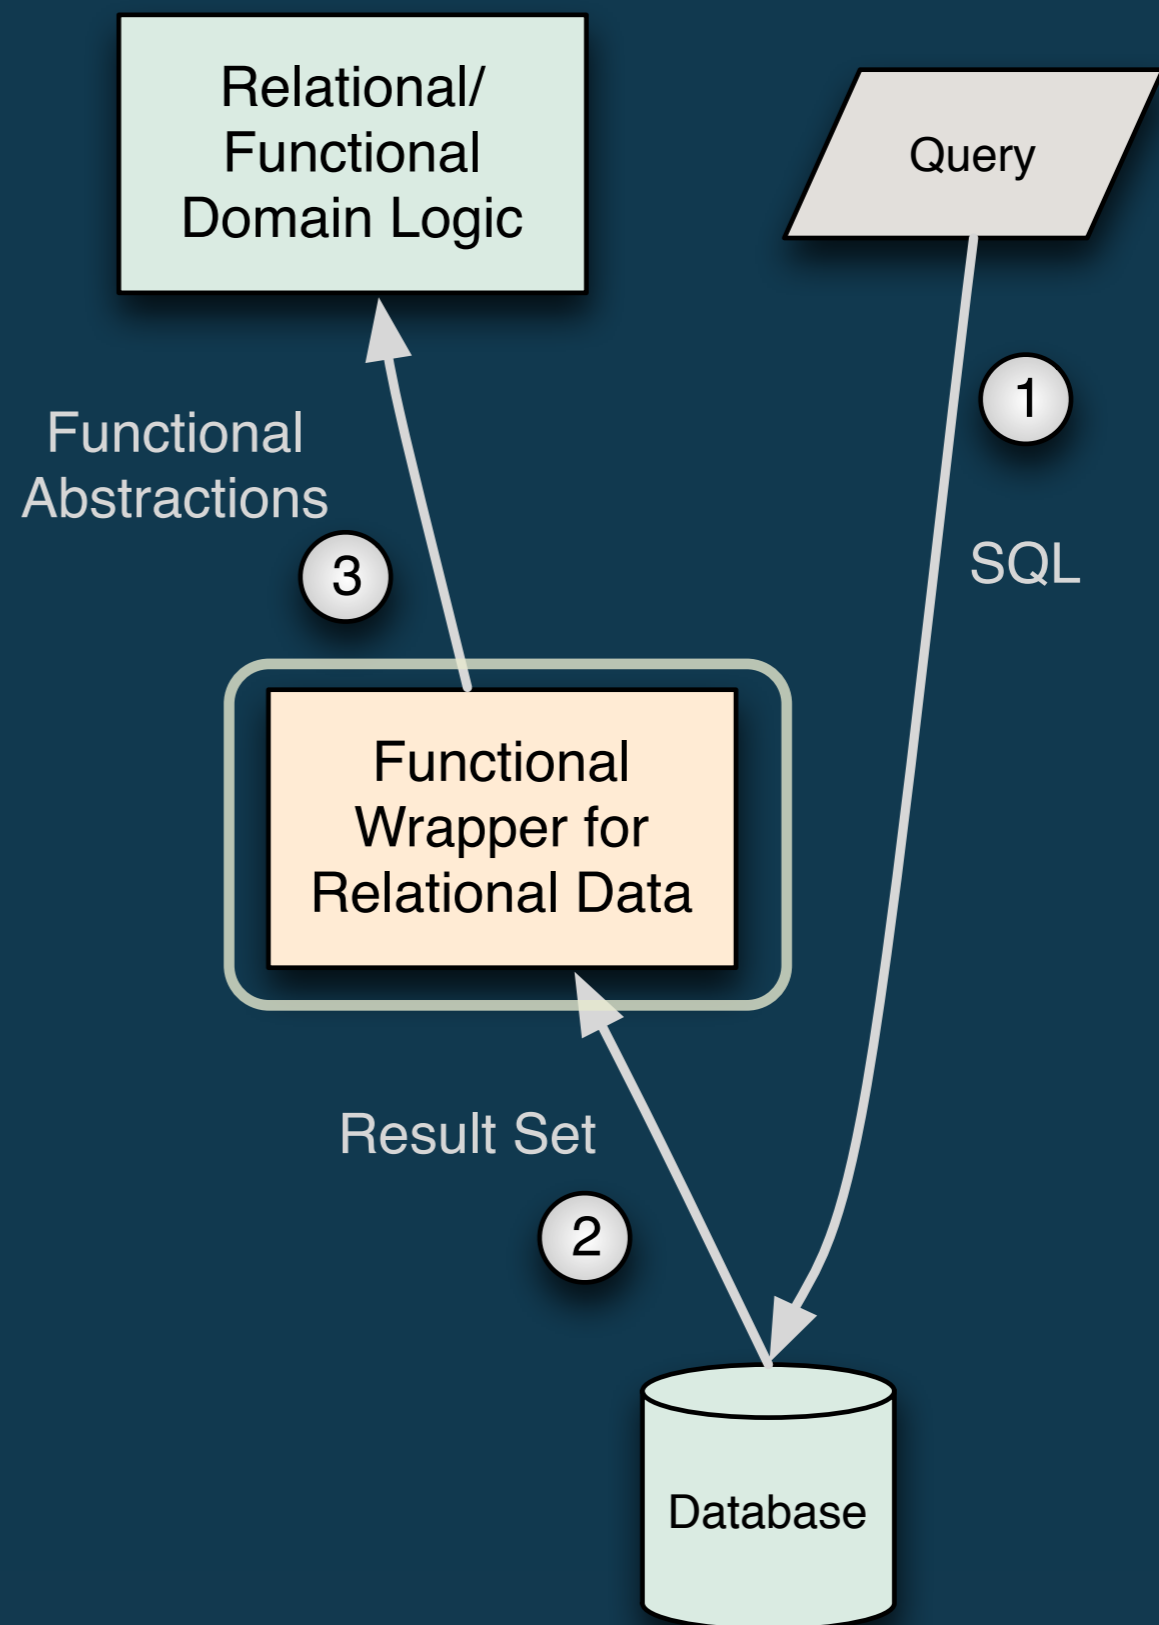 Relational/
Functional
Domain Logic
Query
1
Functional
Abstractions
3
SQL
Functional
Wrapper for
Relational Data
Result Set
2
Database